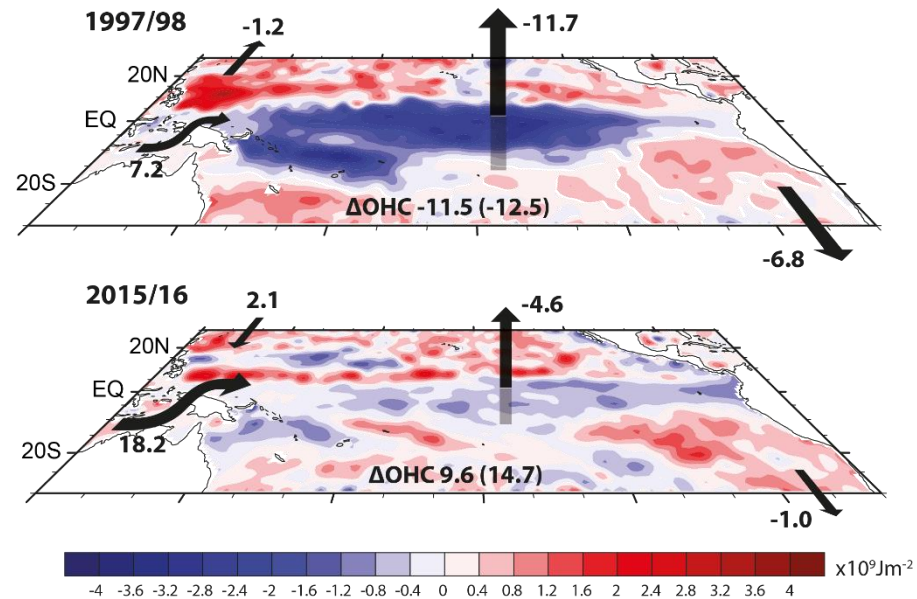 1997/98
-1.2
-11.7
20N
EQ
7.2
20S
ΔOHC -11.5 (-12.5)
-6.8
2015/16
2.1
-4.6
20N
EQ
18.2
20S
ΔOHC 9.6 (14.7)
-1.0
-4 -3.6 -3.2 -2.8 -2.4 -2 -1.6 -1.2 -0.8 -0.4 0 0.4 0.8 1.2 1.6 2 2.4 2.8 3.2 3.6 4 x10⁹Jm⁻²